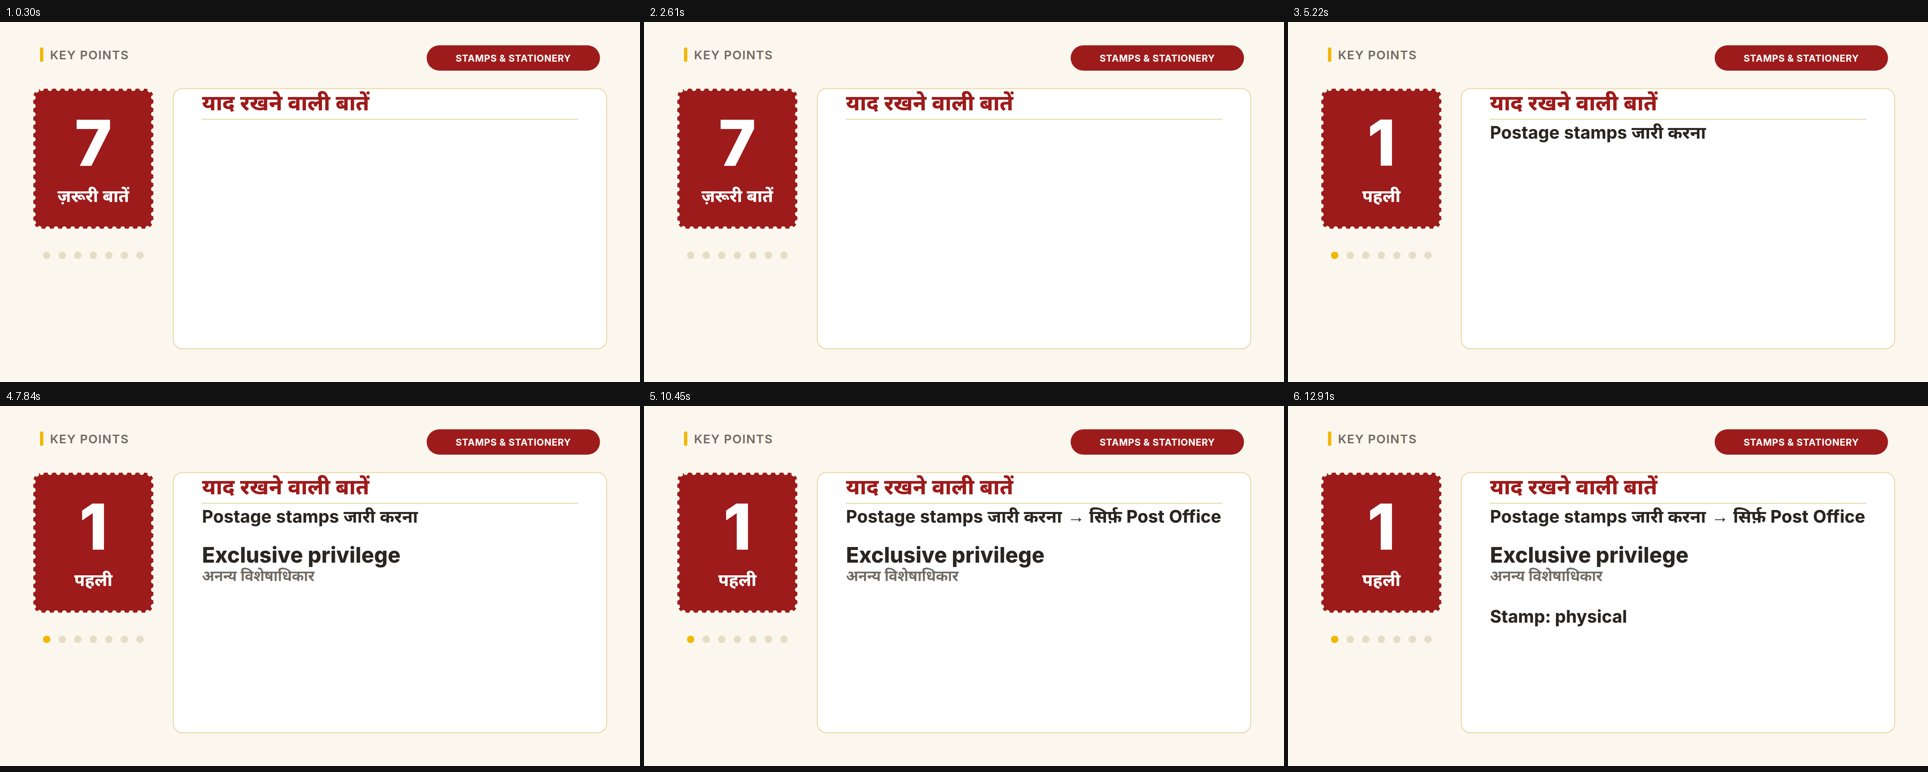 1. 0.30s
KEY POINTS
STAMPS & STATIONERY
7
ज़रूरी बातें
याद रखने वाली बातें
2. 2.61s
KEY POINTS
STAMPS & STATIONERY
7
ज़रूरी बातें
याद रखने वाली बातें
3. 5.22s
KEY POINTS
STAMPS & STATIONERY
1
पहली
याद रखने वाली बातें
Postage stamps जारी करना
4. 7.84s
KEY POINTS
STAMPS & STATIONERY
1
पहली
याद रखने वाली बातें
Postage stamps जारी करना
Exclusive privilege
अनन्य विशेषाधिकार
5. 10.45s
KEY POINTS
STAMPS & STATIONERY
1
पहली
याद रखने वाली बातें
Postage stamps जारी करना → सिर्फ़ Post Office
Exclusive privilege
अनन्य विशेषाधिकार
6. 12.91s
KEY POINTS
STAMPS & STATIONERY
1
पहली
याद रखने वाली बातें
Postage stamps जारी करना → सिर्फ़ Post Office
Exclusive privilege
अनन्य विशेषाधिकार
Stamp: physical